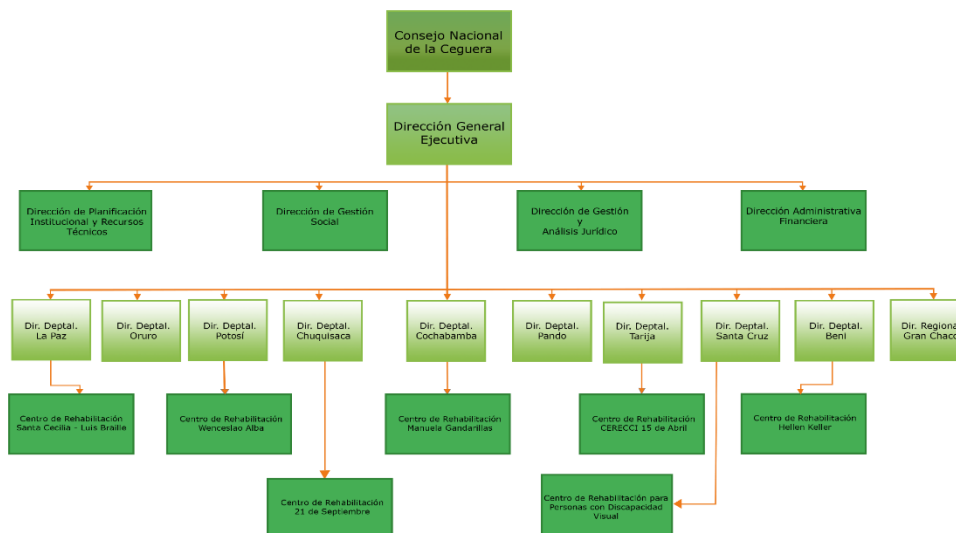 Consejo Nacional
de la Ceguera
Dirección General
Ejecutiva
Dirección de Planificación
Institucional y Recursos
Técnicos
Dirección de Gestión
Social
Dirección de Gestión
y
Análisis Jurídico
Dirección Administrativa
Financiera
Dir. Deptal.
La Paz
Dir. Deptal.
Oruro
Dir. Deptal.
Potosí
Dir. Deptal.
Chuquisaca
Dir. Deptal.
Cochabamba
Dir. Deptal.
Pando
Dir. Deptal.
Tarija
Dir. Deptal.
Santa Cruz
Dir. Deptal.
Beni
Dir. Regional
Gran Chaco
Centro de Rehabilitación
Santa Cecilia - Luis Braille
Centro de Rehabilitación
Wenceslao Alba
Centro de Rehabilitación
Manuela Gandarillas
Centro de Rehabilitación
CERECCI 15 de Abril
Centro de Rehabilitación
Hellen Keller
Centro de Rehabilitación
21 de Septiembre
Centro de Rehabilitación para
Personas con Discapacidad
Visual